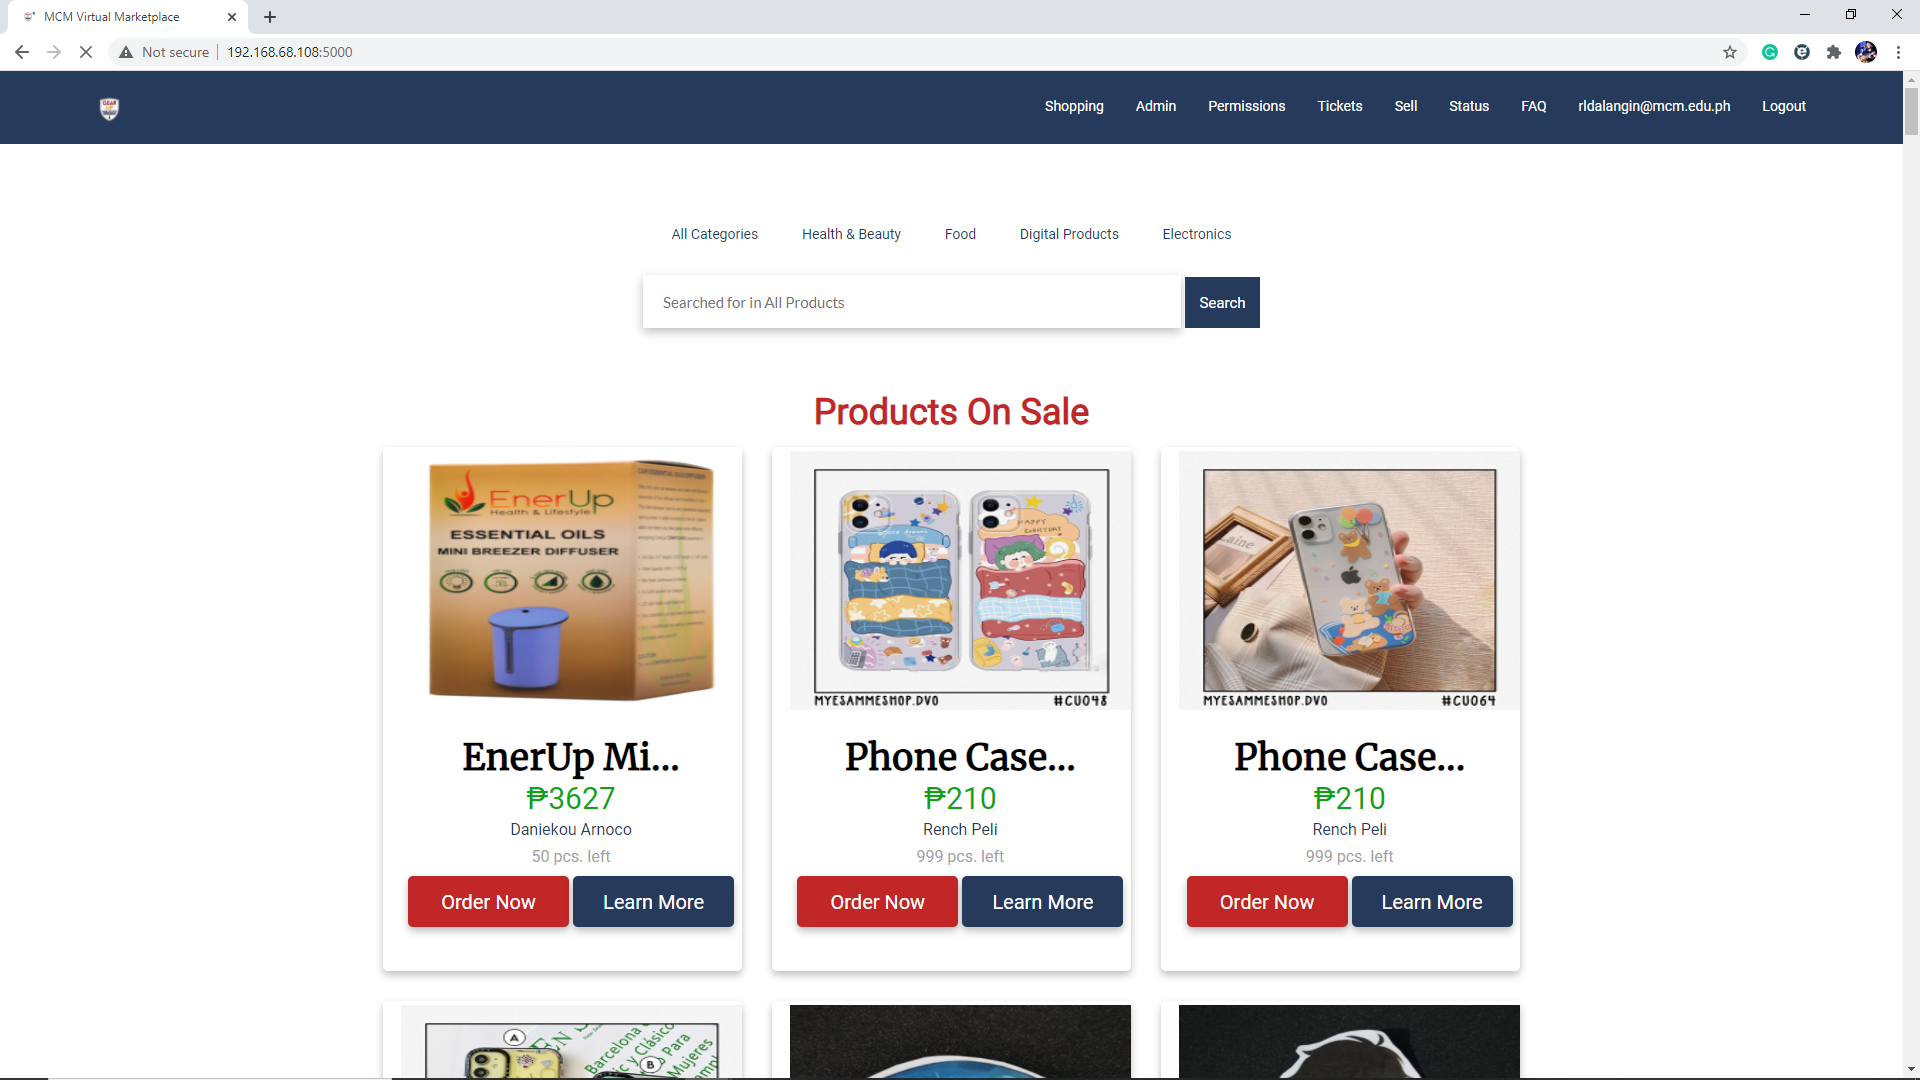 MCM Virtual Marketplace
Not secure
192.168.68.108:5000
GEAR
Shopping Admin Permissions Tickets Sell Status FAQ rldalangin@mcm.edu.ph Logout
All Categories Health & Beauty Food Digital Products Electronics
Searched for in All Products
Search
Products On Sale
EnerUp
Health & Lifestyle
ESSENTIAL OILS
MINI BREEZER DIFFUSER
EnerUp Mi...
₱3627
Daniekou Arnoco
50 pcs. left
Order Now Learn More
HAPPY
EVERYDAY
MYESAMMESHOP.DVO #CU048
Phone Case...
₱210
Rench Peli
999 pcs. left
Order Now Learn More
MYESAMMESHOP.DVO #CU064
Phone Case...
₱210
Rench Peli
999 pcs. left
Order Now Learn More
A
B
Barcelona
Clásico
Para
Mujeres